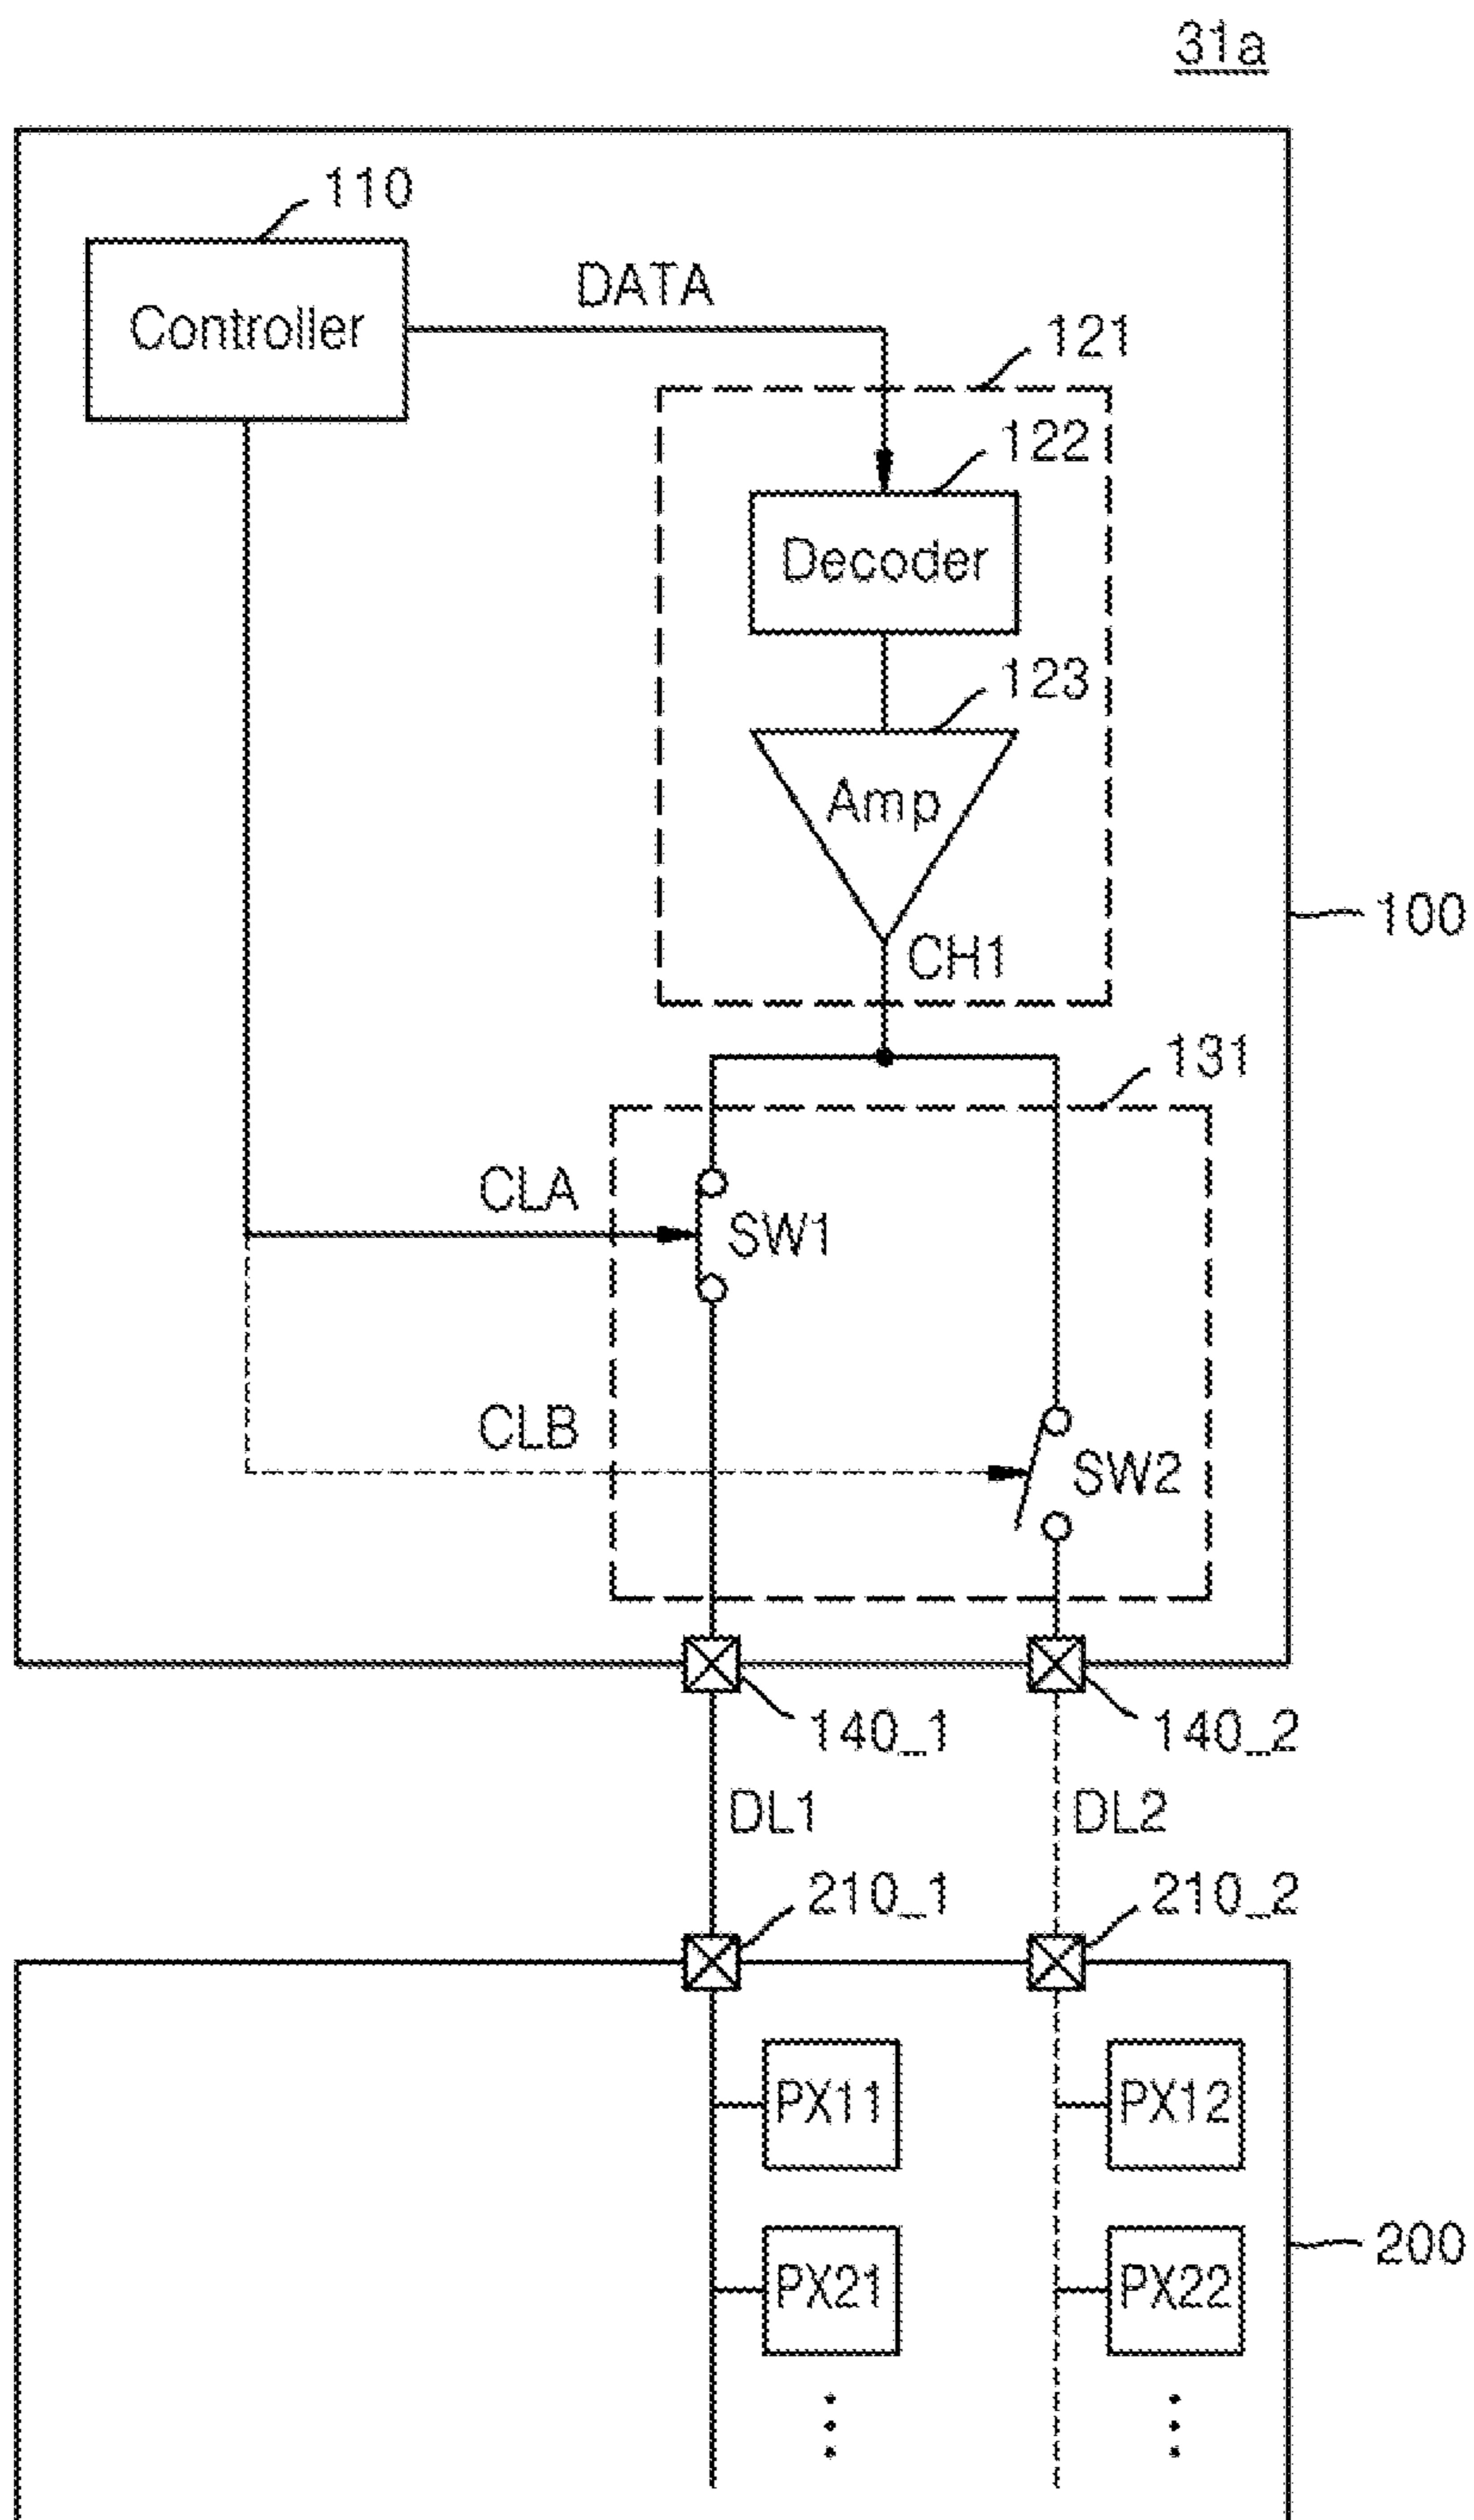 31a
110
Controller
DATA
121
122
Decoder
123
Amp
CH1
100
131
CLA
SW1
CLB
SW2
140_1
140_2
DL1
DL2
210_1
210_2
PX11
PX12
PX21
PX22
200